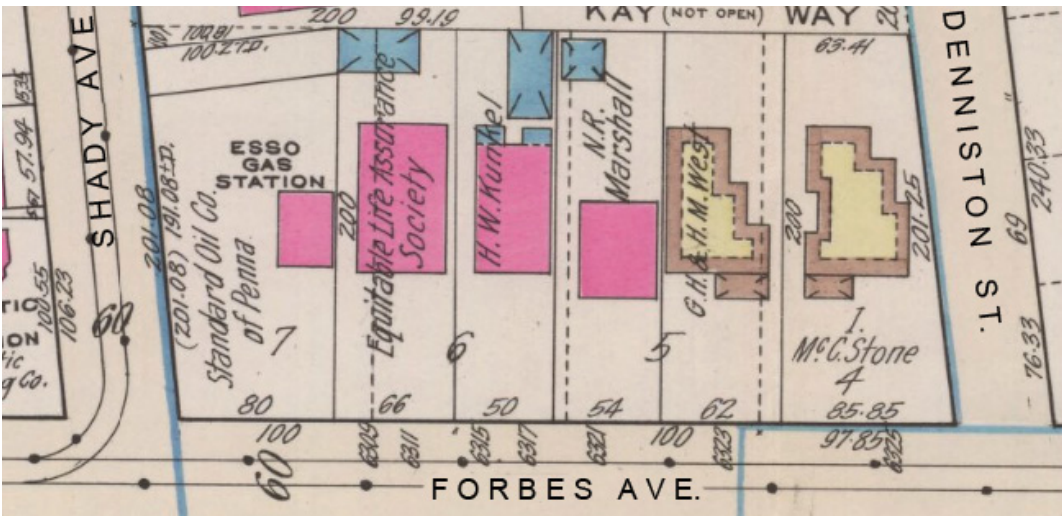 200
99.19
KAY (NOT OPEN) WAY
100.81
100.Z T.P.
63.41
DENNISTON ST.
SHADY AVE
57.94
ESSO
GAS
STATION
201.08
(201.08) 191.08 T.P.
Standard Oil Co.
of Penna
200
Equitable Life Assurance
Society
H. W. Kunkel
N.R.
Marshall
G.H. & H. M. West
200
201.25
240.33
69
76.33
100.55
106.23
60
ON
tic
g Co.
7
6
5
I.
McC. Stone
4
80
66
50
54
62
85.85
100
100
97.85
6309
6311
6315
6317
6321
6323
6325
60
FORBES AVE.